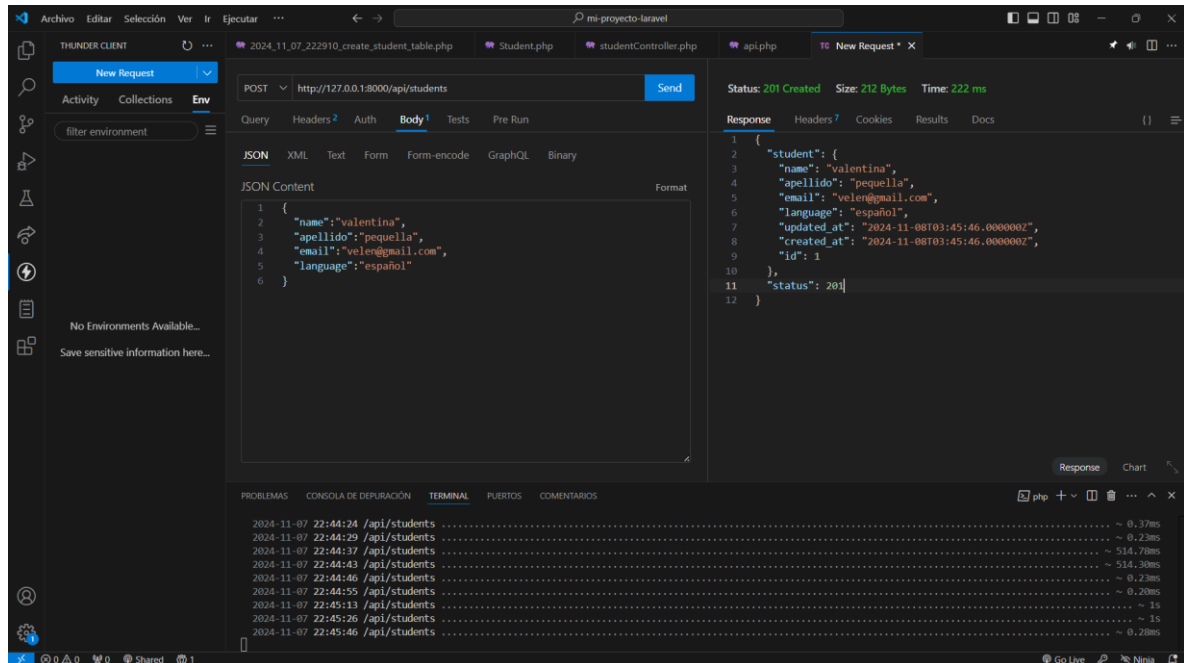 Archivo Editar Selección Ver Ir Ejecutar ··· ← → mi-proyecto-laravel
THUNDER CLIENT
New Request
Activity Collections Env
filter environment
No Environments Available...
Save sensitive information here...
2024_11_07_222910_create_student_table.php Student.php studentController.php api.php TC New Request * ×
POST http://127.0.0.1:8000/api/students Send
Query Headers 2 Auth Body 1 Tests Pre Run
JSON XML Text Form Form-encode GraphQL Binary
JSON Content Format
1 {
2 "name":"valentina",
3 "apellido":"pequella",
4 "email":"velen@gmail.com",
5 "language":"español"
6 }
Status: 201 Created Size: 212 Bytes Time: 222 ms
Response Headers 7 Cookies Results Docs {}
1 {
2 "student": {
3 "name": "valentina",
4 "apellido": "pequella",
5 "email": "velen@gmail.com",
6 "language": "español",
7 "updated_at": "2024-11-08T03:45:46.000000Z",
8 "created_at": "2024-11-08T03:45:46.000000Z",
9 "id": 1
10 },
11 "status": 201
12 }
Response Chart
PROBLEMAS CONSOLA DE DEPURACIÓN TERMINAL PUERTOS COMENTARIOS php
2024-11-07 22:44:24 /api/students ........ ~ 0.37ms
2024-11-07 22:44:29 /api/students ........ ~ 0.23ms
2024-11-07 22:44:37 /api/students ........ ~ 514.78ms
2024-11-07 22:44:43 /api/students ........ ~ 514.30ms
2024-11-07 22:44:46 /api/students ........ ~ 0.23ms
2024-11-07 22:44:55 /api/students ........ ~ 0.20ms
2024-11-07 22:45:13 /api/students ........ ~ 1s
2024-11-07 22:45:26 /api/students ........ ~ 1s
2024-11-07 22:45:46 /api/students ........ ~ 0.28ms
0 0 0 Shared 1 Go Live Ninja